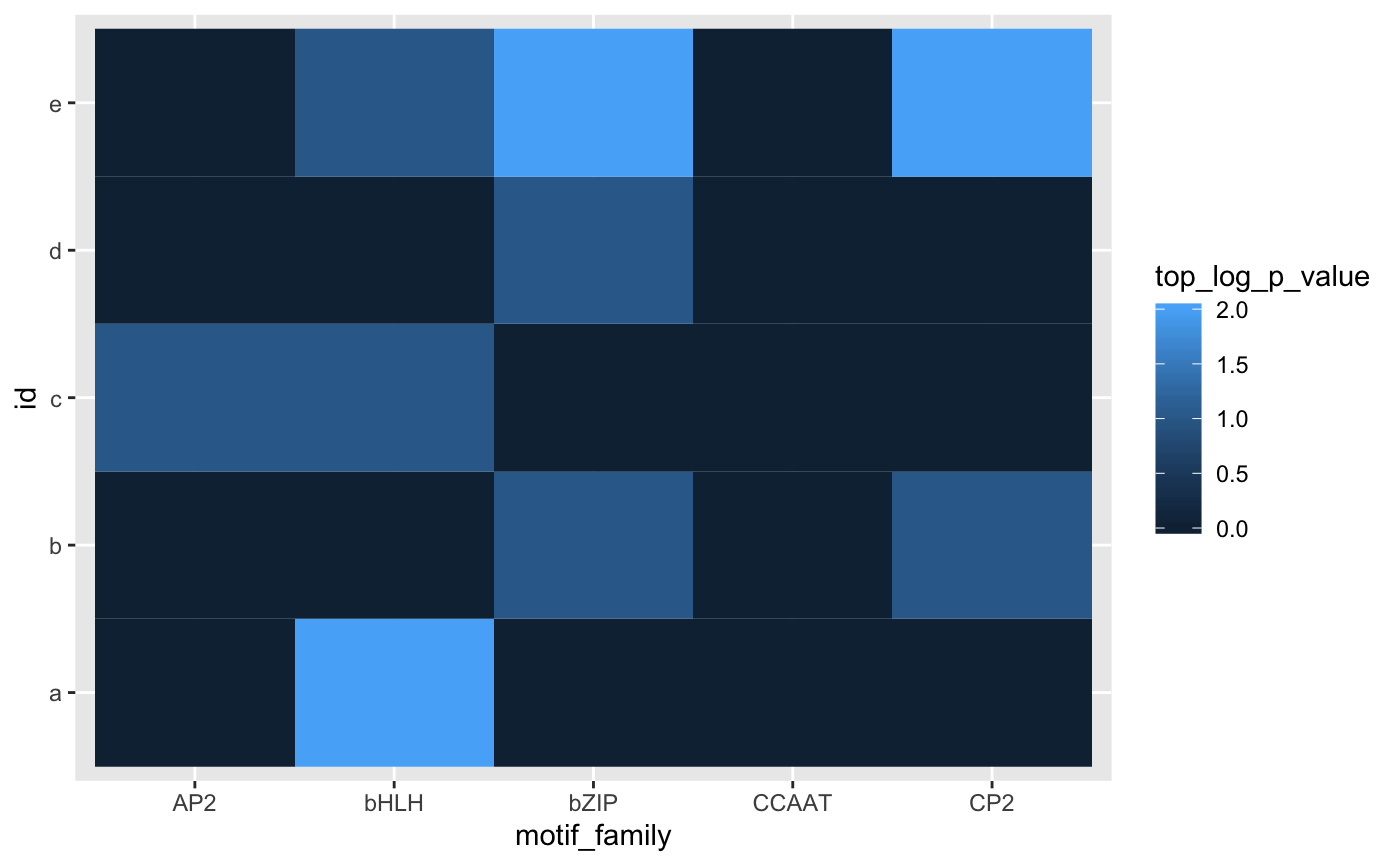 id
e
d
c
b
a
AP2 bHLH bZIP CCAAT CP2
motif_family
top_log_p_value
2.0
1.5
1.0
0.5
0.0